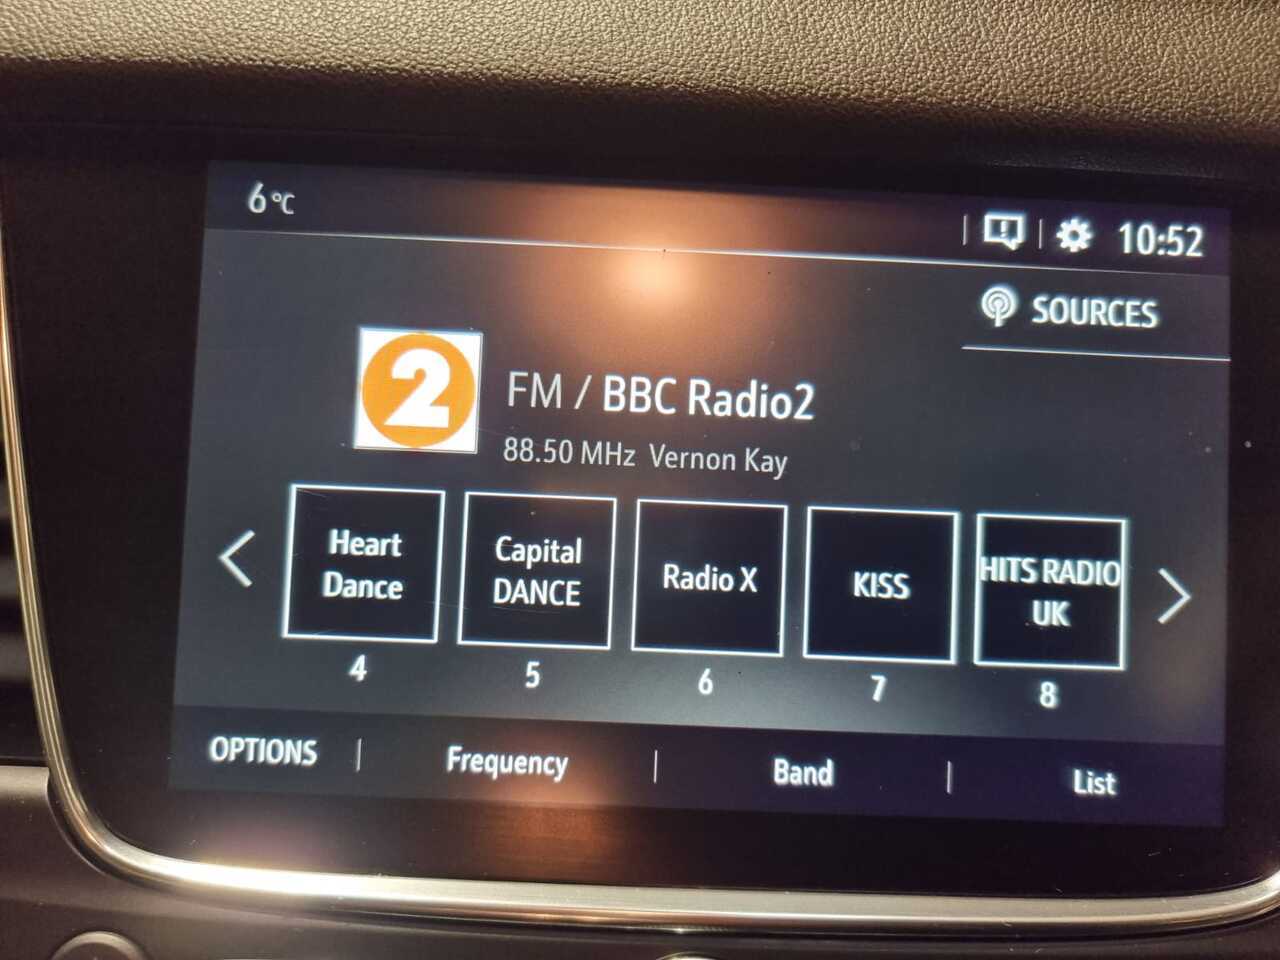 6°C
10:52
SOURCES
2
FM / BBC Radio2
88.50 MHz Vernon Kay
Heart
Dance
Capital
DANCE
Radio X
KISS
HITS RADIO
UK
4
5
6
7
8
OPTIONS
Frequency
Band
List